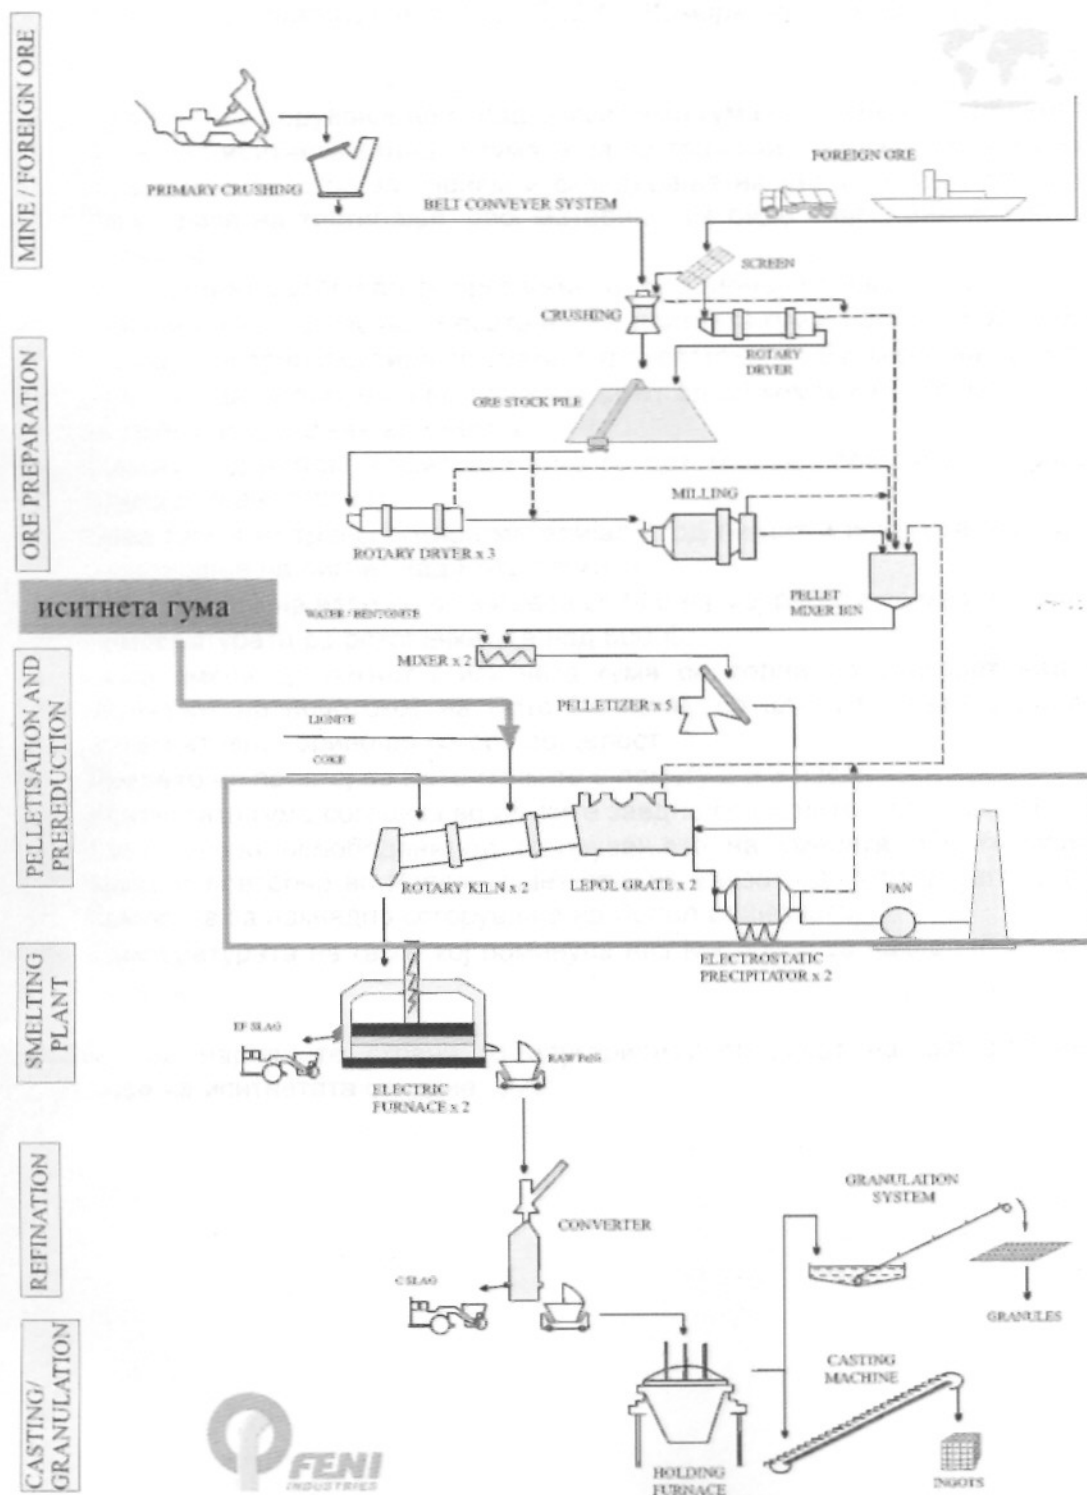 MINE / FOREIGN ORE
PRIMARY CRUSHING
BELT CONVEYER SYSTEM
FOREIGN ORE
SCREEN
CRUSHING
ROTARY
DRYER
ORE PREPARATION
ORE STOCK PILE
MILLING
ROTARY DRYER x 3
PELLET
MIXER BIN
иситнета гума
WATER / BENTONITE
MIXER x 2
PELLETIZER x 5
PELLETISATION AND
PREREDUCTION
LIGNITE
COKE
ROTARY KILN x 2
LEPOL GRATE x 2
FAN
ELECTROSTATIC
PRECIPITATOR x 2
SMELTING
PLANT
EF SLAG
RAW FeNi
ELECTRIC
FURNACE x 2
REFINATION
CONVERTER
C SLAG
GRANULATION
SYSTEM
GRANULES
CASTING/
GRANULATION
CASTING
MACHINE
HOLDING
FURNACE
INGOTS
FENI
INDUSTRIES